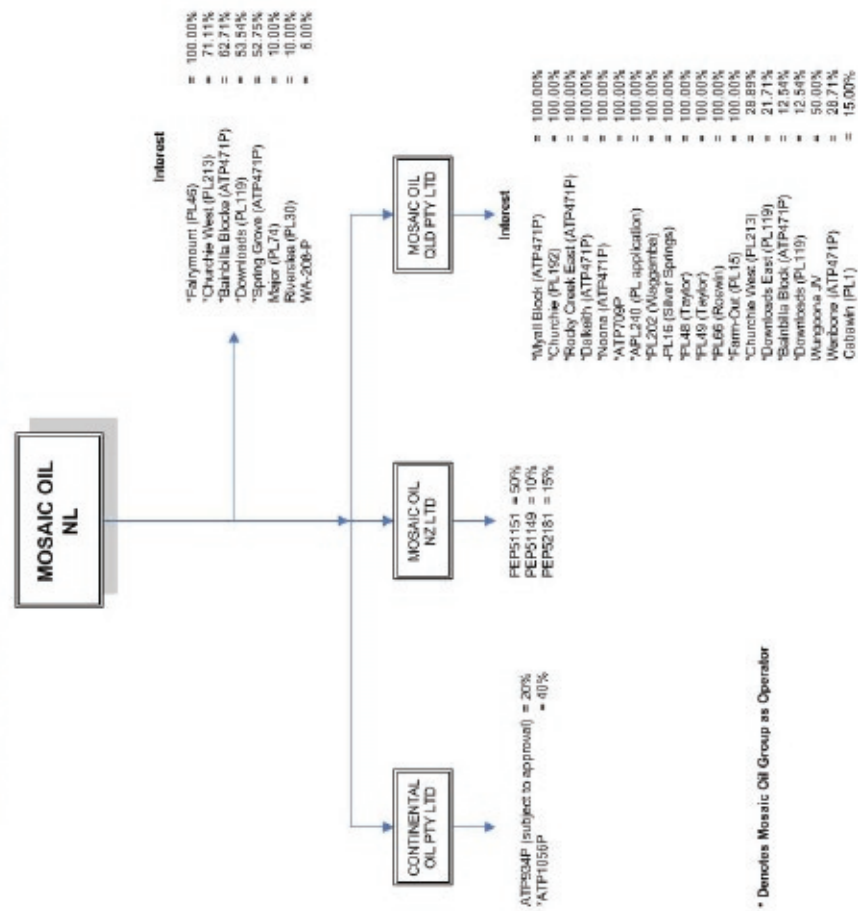 MOSAIC OIL
NL
Interest
*Fairymount (PL46) = 100.00%
*Churchie West (PL213) = 71.11%
*Bainbilla Blocke (ATP471P) = 62.71%
*Downlands (PL119) = 53.54%
*Spring Grove (ATP471P) = 52.75%
Major (PL74) = 10.00%
Riverslea (PL30) = 10.00%
WA-208-P = 6.00%
CONTINENTAL
OIL PTY LTD
MOSAIC OIL
NZ LTD
MOSAIC OIL
QLD PTY LTD
ATP934P (subject to approval) = 20%
*ATP1056P = 40%
PEP51151 = 50%
PEP51149 = 10%
PEP52181 = 15%
Interest
*Myall Block (ATP471P) = 100.00%
*Churchie (PL192) = 100.00%
*Rocky Creek East (ATP471P) = 100.00%
*Dalkeith (ATP471P) = 100.00%
*Noona (ATP471P) = 100.00%
*ATP709P = 100.00%
*APL240 (PL application) = 100.00%
*PL202 (Waggamba) = 100.00%
-PL16 (Silver Springs) = 100.00%
*PL48 (Taylor) = 100.00%
*PL49 (Taylor) = 100.00%
*PL66 (Roswin) = 100.00%
*Farm-Out (PL15) = 100.00%
*Churchie West (PL213) = 28.89%
*Downlands East (PL119) = 21.71%
*Bainbilla Block (ATP471P) = 12.54%
*Downlands (PL119) = 12.54%
Wungoona JV = 50.00%
Waribone (ATP471P) = 28.71%
Cabawin (PL1) = 15.00%
* Denotes Mosaic Oil Group as Operator